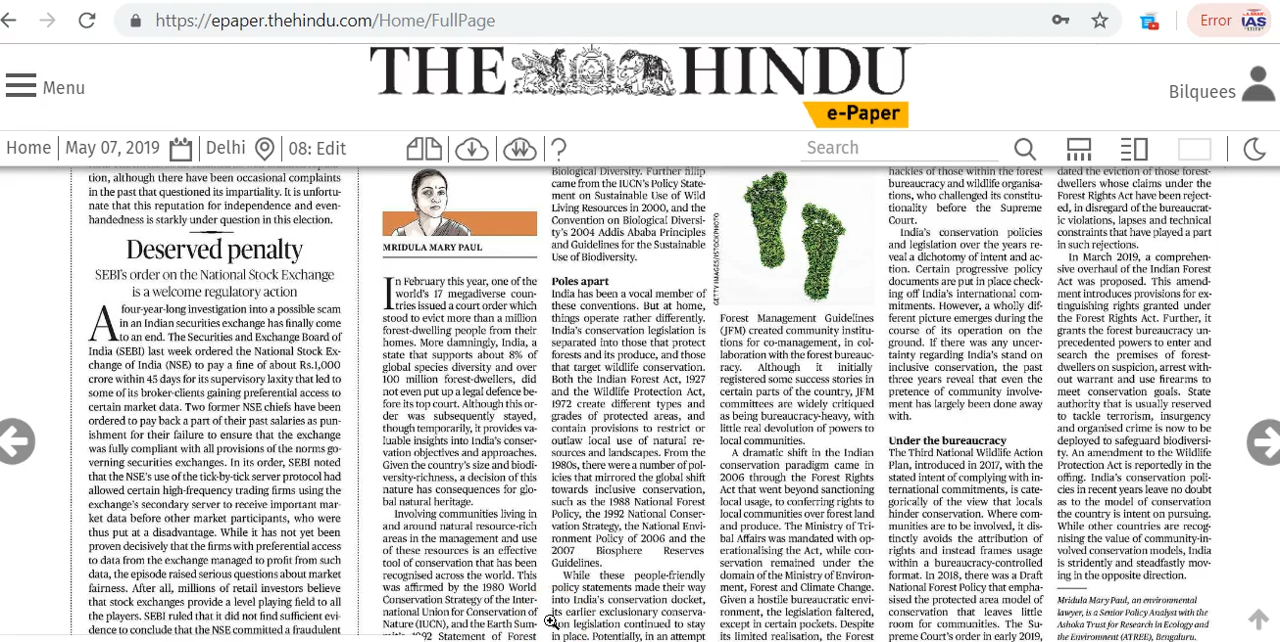 https://epaper.thehindu.com/Home/FullPage
Error
IAS
THE HINDU
e-Paper
Menu
Bilquees
Home
May 07, 2019
Delhi
08: Edit
?
Search
tion, although there have been occasional complaints
in the past that questioned its impartiality. It is unfortu-
nate that this reputation for independence and even-
handedness is starkly under question in this election.
Deserved penalty
SEBI's order on the National Stock Exchange
is a welcome regulatory action
A four-year-long investigation into a possible scam
in an Indian securities exchange has finally come
to an end. The Securities and Exchange Board of
India (SEBI) last week ordered the National Stock Ex-
change of India (NSE) to pay a fine of about Rs.1,000
crore within 45 days for its supervisory laxity that led to
some of its broker-clients gaining preferential access to
certain market data. Two former NSE chiefs have been
ordered to pay back a part of their past salaries as pun-
ishment for their failure to ensure that the exchange
was fully compliant with all provisions of the norms go-
verning securities exchanges. In its order, SEBI noted
that the NSE's use of the tick-by-tick server protocol had
allowed certain high-frequency trading firms using the
exchange's secondary server to receive important mar-
ket data before other market participants, who were
thus put at a disadvantage. While it has not yet been
proven decisively that the firms with preferential access
to data from the exchange managed to profit from such
data, the episode raised serious questions about market
fairness. After all, millions of retail investors believe
that stock exchanges provide a level playing field to all
the players. SEBI ruled that it did not find sufficient evi-
dence to conclude that the NSE committed a fraudulent
MRIDULA MARY PAUL
In February this year, one of the
world's 17 megadiverse coun-
tries issued a court order which
stood to evict more than a million
forest-dwelling people from their
homes. More damningly, India, a
state that supports about 8% of
global species diversity and over
100 million forest-dwellers, did
not even put up a legal defence be-
fore its top court. Although this or-
der was subsequently stayed,
though temporarily, it provides va-
luable insights into India's conser-
vation objectives and approaches.
Given the country's size and biodi-
versity-richness, a decision of this
nature has consequences for glo-
bal natural heritage.
Involving communities living in
and around natural resource-rich
areas in the management and use
of these resources is an effective
tool of conservation that has been
recognised across the world. This
was affirmed by the 1980 World
Conservation Strategy of the Inter-
national Union for Conservation of
Nature (IUCN), and the Earth Sum-
1992 Statement of Forest
Biological Diversity. Further fillip
came from the IUCN's Policy State-
ment on Sustainable Use of Wild
Living Resources in 2000, and the
Convention on Biological Diversi-
ty's 2004 Addis Ababa Principles
and Guidelines for the Sustainable
Use of Biodiversity.
Poles apart
India has been a vocal member of
these conventions. But at home,
things operate rather differently.
India's conservation legislation is
separated into those that protect
forests and its produce, and those
that target wildlife conservation.
Both the Indian Forest Act, 1927
and the Wildlife Protection Act,
1972 create different types and
grades of protected areas, and
contain provisions to restrict or
outlaw local use of natural re-
sources and landscapes. From the
1980s, there were a number of pol-
icies that mirrored the global shift
towards inclusive conservation,
such as the 1988 National Forest
Policy, the 1992 National Conser-
vation Strategy, the National Envi-
ronment Policy of 2006 and the
2007 Biosphere Reserves
Guidelines.
While these people-friendly
policy statements made their way
into India's conservation docket,
its earlier exclusionary conserva-
tion legislation continued to stay
in place. Potentially, in an attempt
GETTY IMAGES/ISTOCKPHOTO
Forest Management Guidelines
(JFM) created community institu-
tions for co-management, in col-
laboration with the forest bureauc-
racy. Although it initially
registered some success stories in
certain parts of the country, JFM
committees are widely critiqued
as being bureaucracy-heavy, with
little real devolution of powers to
local communities.
A dramatic shift in the Indian
conservation paradigm came in
2006 through the Forest Rights
Act that went beyond sanctioning
local usage, to conferring rights to
local communities over forest land
and produce. The Ministry of Tri-
bal Affairs was mandated with op-
erationalising the Act, while con-
servation remained under the
domain of the Ministry of Environ-
ment, Forest and Climate Change.
Given a hostile bureaucratic envi-
ronment, the legislation faltered,
except in certain pockets. Despite
its limited realisation, the Forest
hackles of those within the forest
bureaucracy and wildlife organisa-
tions, who challenged its constitu-
tionality before the Supreme
Court.
India's conservation policies
and legislation over the years re-
veal a dichotomy of intent and ac-
tion. Certain progressive policy
documents are put in place check-
ing off India's international com-
mitments. However, a wholly dif-
ferent picture emerges during the
course of its operation on the
ground. If there was any uncer-
tainty regarding India's stand on
inclusive conservation, the past
three years reveal that even the
pretence of community involve-
ment has largely been done away
with.
Under the bureaucracy
The Third National Wildlife Action
Plan, introduced in 2017, with the
stated intent of complying with in-
ternational commitments, is cate-
gorically of the view that locals
hinder conservation. Where com-
munities are to be involved, it dis-
tinctly avoids the attribution of
rights and instead frames usage
within a bureaucracy-controlled
format. In 2018, there was a Draft
National Forest Policy that empha-
sised the protected area model of
conservation that leaves little
room for communities. The Su-
preme Court's order in early 2019,
dated the eviction of those forest-
dwellers whose claims under the
Forest Rights Act have been reject-
ed, in disregard of the bureaucrat-
ic violations, lapses and technical
constraints that have played a part
in such rejections.
In March 2019, a comprehen-
sive overhaul of the Indian Forest
Act was proposed. This amend-
ment introduces provisions for ex-
tinguishing rights granted under
the Forest Rights Act. Further, it
grants the forest bureaucracy un-
precedented powers to enter and
search the premises of forest-
dwellers on suspicion, arrest with-
out warrant and use firearms to
meet conservation goals. State
authority that is usually reserved
to tackle terrorism, insurgency
and organised crime is now to be
deployed to safeguard biodiversi-
ty. An amendment to the Wildlife
Protection Act is reportedly in the
offing. India's conservation polic-
ies in recent years leave no doubt
as to the model of conservation
the country is intent on pursuing.
While other countries are recog-
nising the value of community-in-
volved conservation models, India
is stridently and steadfastly mov-
ing in the opposite direction.
Mridula Mary Paul, an environmental
lawyer, is a Senior Policy Analyst with the
Ashoka Trust for Research in Ecology and
the Environment (ATREE), Bengaluru